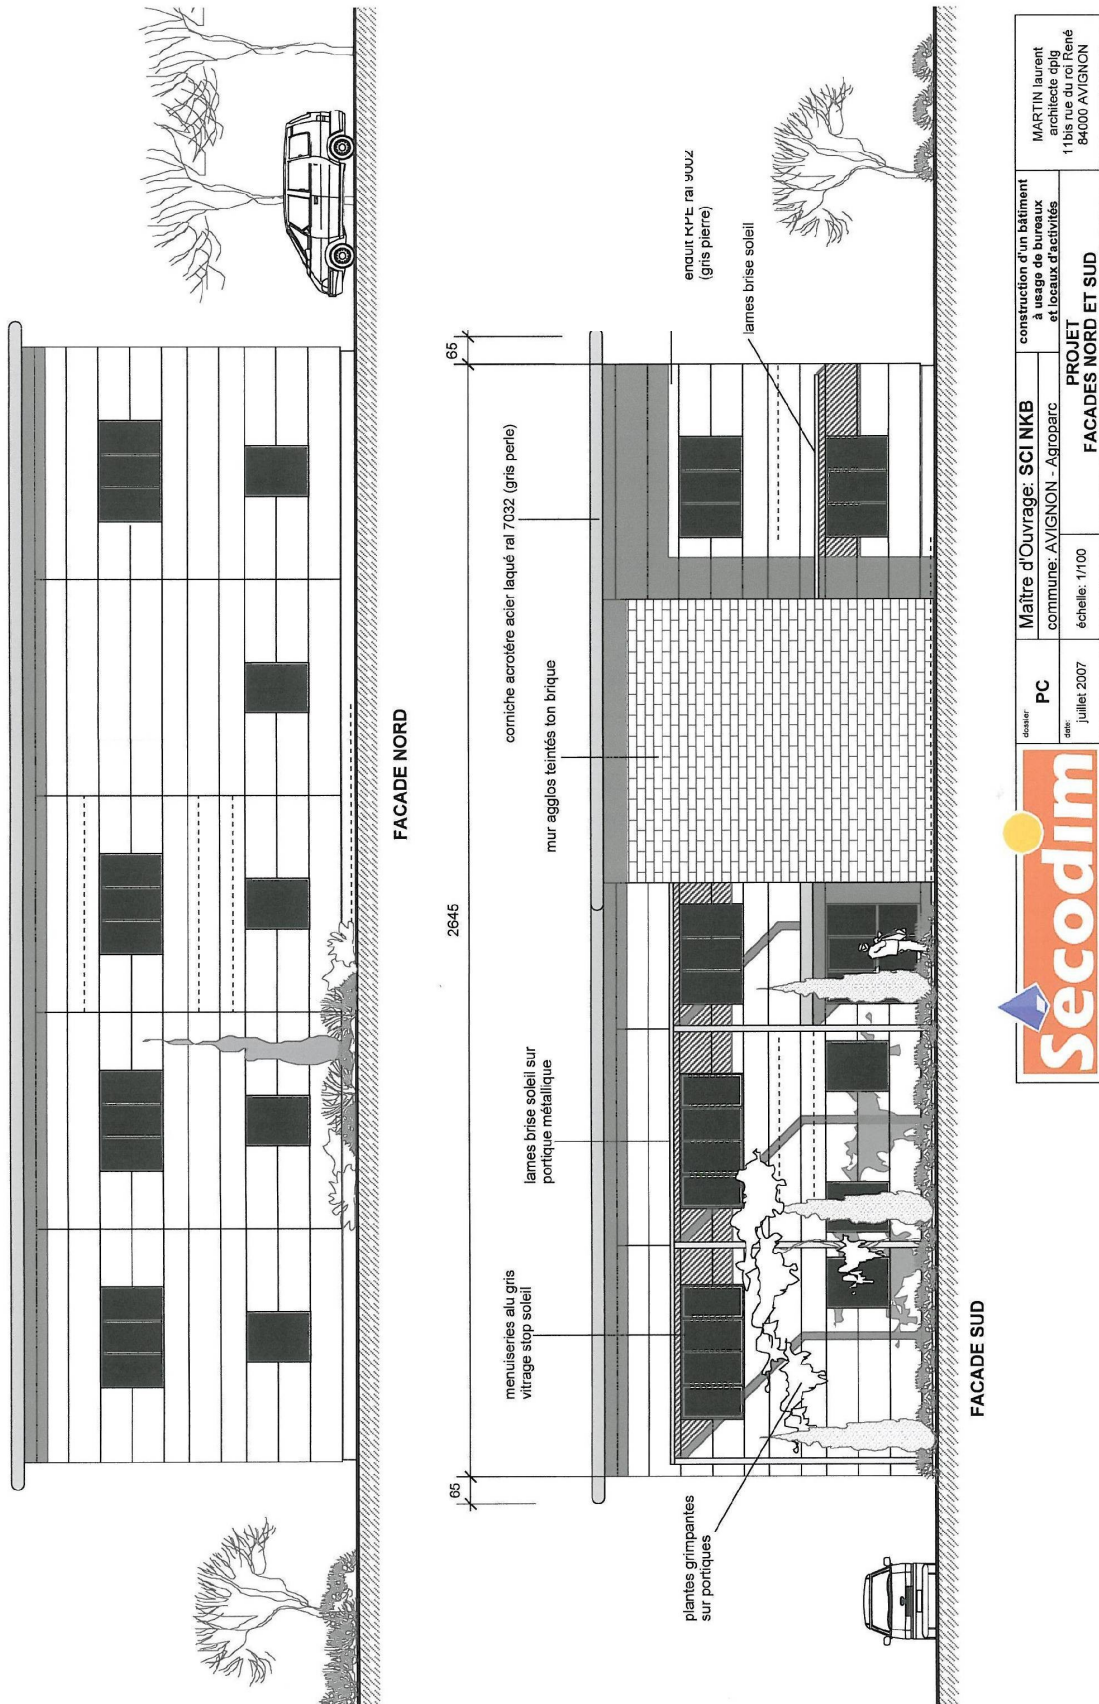 FACADE NORD
65
2645
65
menuiseries alu gris
vitrage stop soleil
lames brise soleil sur
portique métallique
mur agglos teintés ton brique
corniche acrotére acier laqué ral 7032 (gris perle)
enduit RPE ral 9002
(gris pierre)
lames brise soleil
plantes grimpantes
sur portiques
FACADE SUD
Secodim
dossier:
PC
date:
juillet 2007
Maître d'Ouvrage: SCI NKB
commune: AVIGNON - Agroparc
échelle: 1/100
construction d'un bâtiment
à usage de bureaux
et locaux d'activités
PROJET
FACADES NORD ET SUD
MARTIN laurent
architecte dplg
11bis rue du roi René
84000 AVIGNON